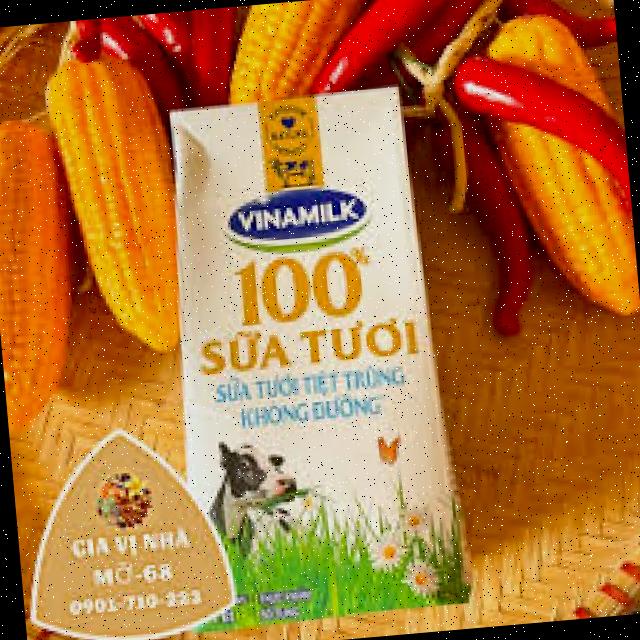 VINAMILK
100%
SỮA TƯƠI
SỮA TƯƠI TIỆT TRÙNG
KHÔNG ĐƯỜNG
GIA VỊ NHÀ
MỠ-68
0901-710-223